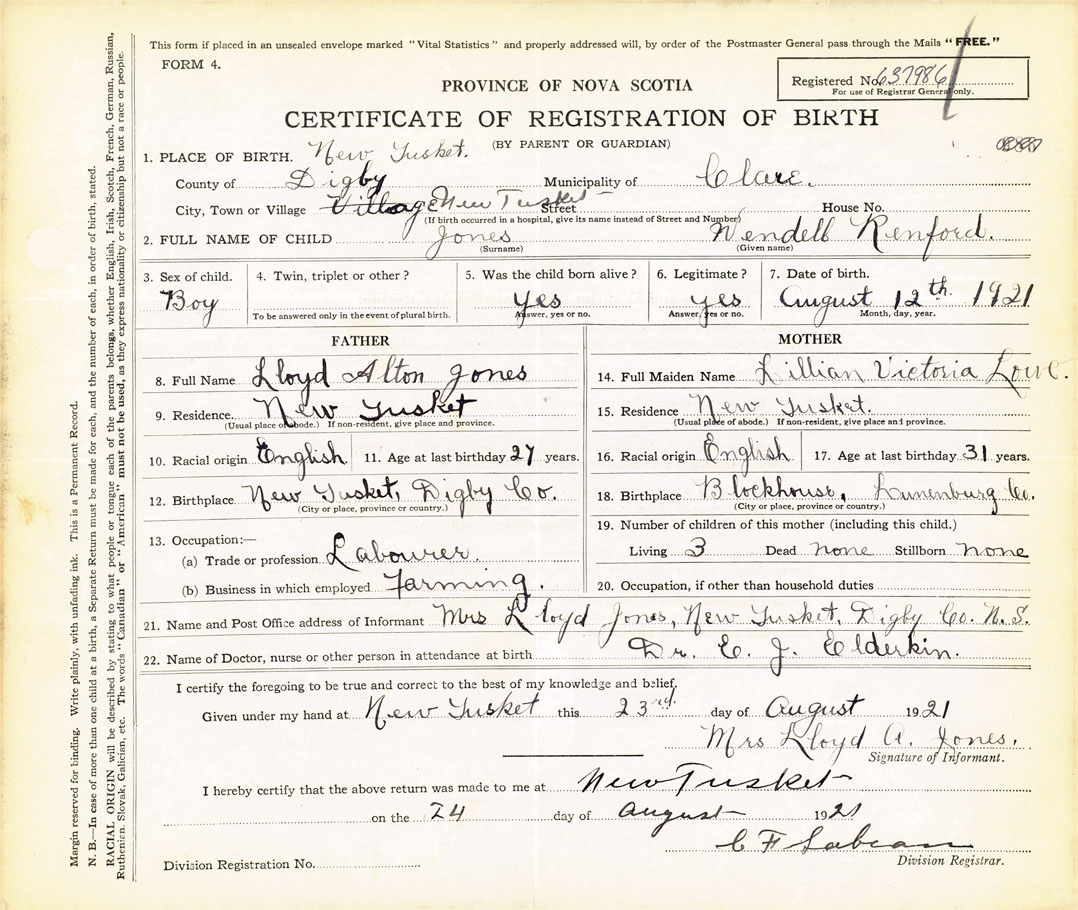 This form if placed in an unsealed envelope marked "Vital Statistics" and properly addressed will, by order of the Postmaster General pass through the Mails "FREE."
FORM 4.
Registered No. 637986
For use of Registrar General only.
PROVINCE OF NOVA SCOTIA
CERTIFICATE OF REGISTRATION OF BIRTH
(BY PARENT OR GUARDIAN)
1. PLACE OF BIRTH. New Tusket.
County of Digby Municipality of Clare.
City, Town or Village Village New Tusket Street House No.
(If birth occurred in a hospital, give its name instead of Street and Number)
2. FULL NAME OF CHILD Jones Wendell Renford.
(Surname) (Given name)
3. Sex of child. 4. Twin, triplet or other? 5. Was the child born alive? 6. Legitimate? 7. Date of birth.
Boy yes yes August 12th 1921
To be answered only in the event of plural birth. Answer, yes or no. Answer, yes or no. Month, day, year.
FATHER
8. Full Name Lloyd Alton Jones
9. Residence. New Tusket
(Usual place of abode.) If non-resident, give place and province.
10. Racial origin English 11. Age at last birthday 27 years.
12. Birthplace New Tusket, Digby Co.
(City or place, province or country.)
13. Occupation:—
(a) Trade or profession Labourer.
(b) Business in which employed Farming.
MOTHER
14. Full Maiden Name Lillian Victoria Lowe.
15. Residence New Tusket.
(Usual place of abode.) If non-resident, give place and province.
16. Racial origin English 17. Age at last birthday 31 years.
18. Birthplace Blockhouse, Lunenburg Co.
(City or place, province or country.)
19. Number of children of this mother (including this child.)
Living 3 Dead none Stillborn none
20. Occupation, if other than household duties
21. Name and Post Office address of Informant Mrs Lloyd Jones, New Tusket, Digby Co. N.S.
22. Name of Doctor, nurse or other person in attendance at birth Dr. E. J. Elderkin.
I certify the foregoing to be true and correct to the best of my knowledge and belief.
Given under my hand at New Tusket this 23rd. day of August 1921
Mrs Lloyd A. Jones.
Signature of Informant.
I hereby certify that the above return was made to me at New Tusket
on the 24 day of August 1921
C F Sabean
Division Registrar.
Division Registration No.
Margin reserved for binding. Write plainly, with unfading ink. This is a Permanent Record.
N. B.—In case of more than one child at a birth, a Separate Return must be made for each, and the number of each, in order of birth, stated.
RACIAL ORIGIN will be described by stating to what people or tongue each of the parents belongs, whether English, Irish, Scotch, French, German, Russian,
Ruthenian, Slovak, Galician, etc. The words "Canadian" or "American" must not be used, as they express nationality or citizenship but not a race or people.